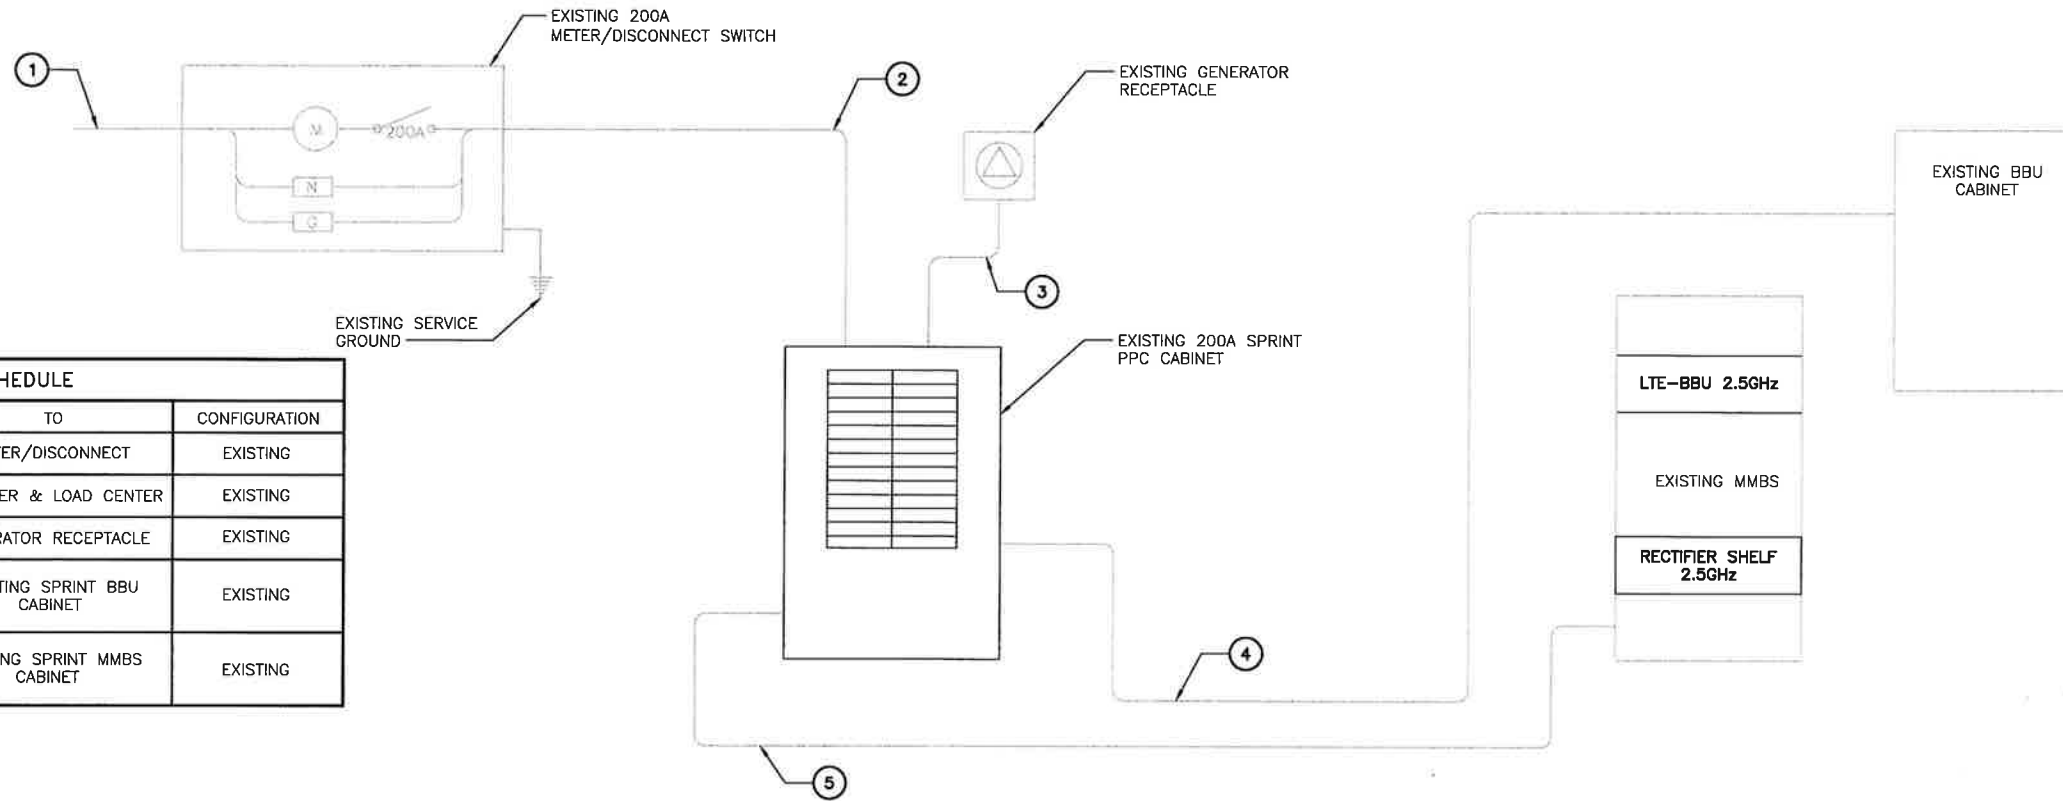 EXISTING 200A
METER/DISCONNECT SWITCH
1
2
EXISTING GENERATOR
RECEPTACLE
M
200A
N
G
EXISTING BBU
CABINET
3
EXISTING SERVICE
GROUND
EXISTING 200A SPRINT
PPC CABINET
HEDULE
TO
CONFIGURATION
TER/DISCONNECT
EXISTING
ER & LOAD CENTER
EXISTING
RATOR RECEPTACLE
EXISTING
TING SPRINT BBU
CABINET
EXISTING
NG SPRINT MMBS
CABINET
EXISTING
LTE-BBU 2.5GHz
EXISTING MMBS
RECTIFIER SHELF
2.5GHz
4
5